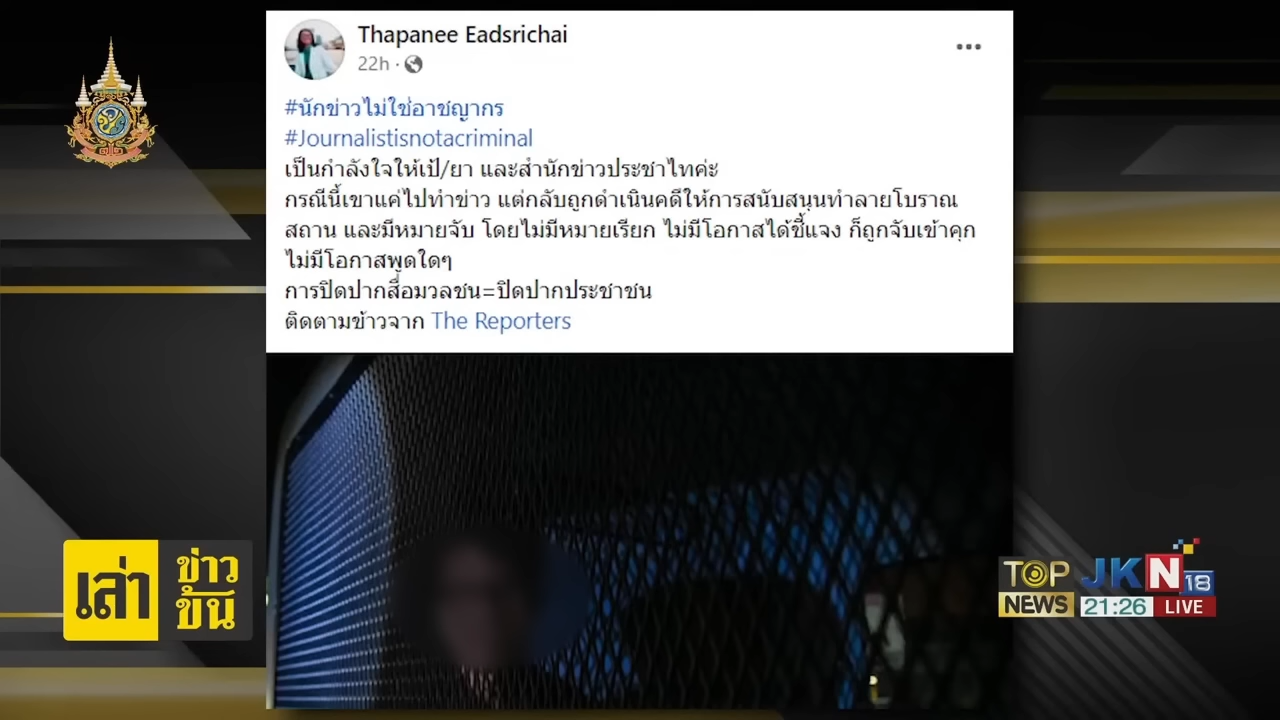 Thapanee Eadsrichai
22h ·
#นักข่าวไม่ใช่อาชญากร
#Journalistisnotacriminal
เป็นกำลังใจให้เป้/ยา และสำนักข่าวประชาไทค่ะ
กรณีนี้เขาแค่ไปทำข่าว แต่กลับถูกดำเนินคดีให้การสนับสนุนทำลายโบราณ
สถาน และมีหมายจับ โดยไม่มีหมายเรียก ไม่มีโอกาสได้ชี้แจง ก็ถูกจับเข้าคุก
ไม่มีโอกาสพูดใดๆ
การปิดปากสื่อมวลชน=ปิดปากประชาชน
ติดตามข้าวจาก The Reporters
เล่า
ข่าว
ข้น
TOP
NEWS
JKN
18
21:26
LIVE